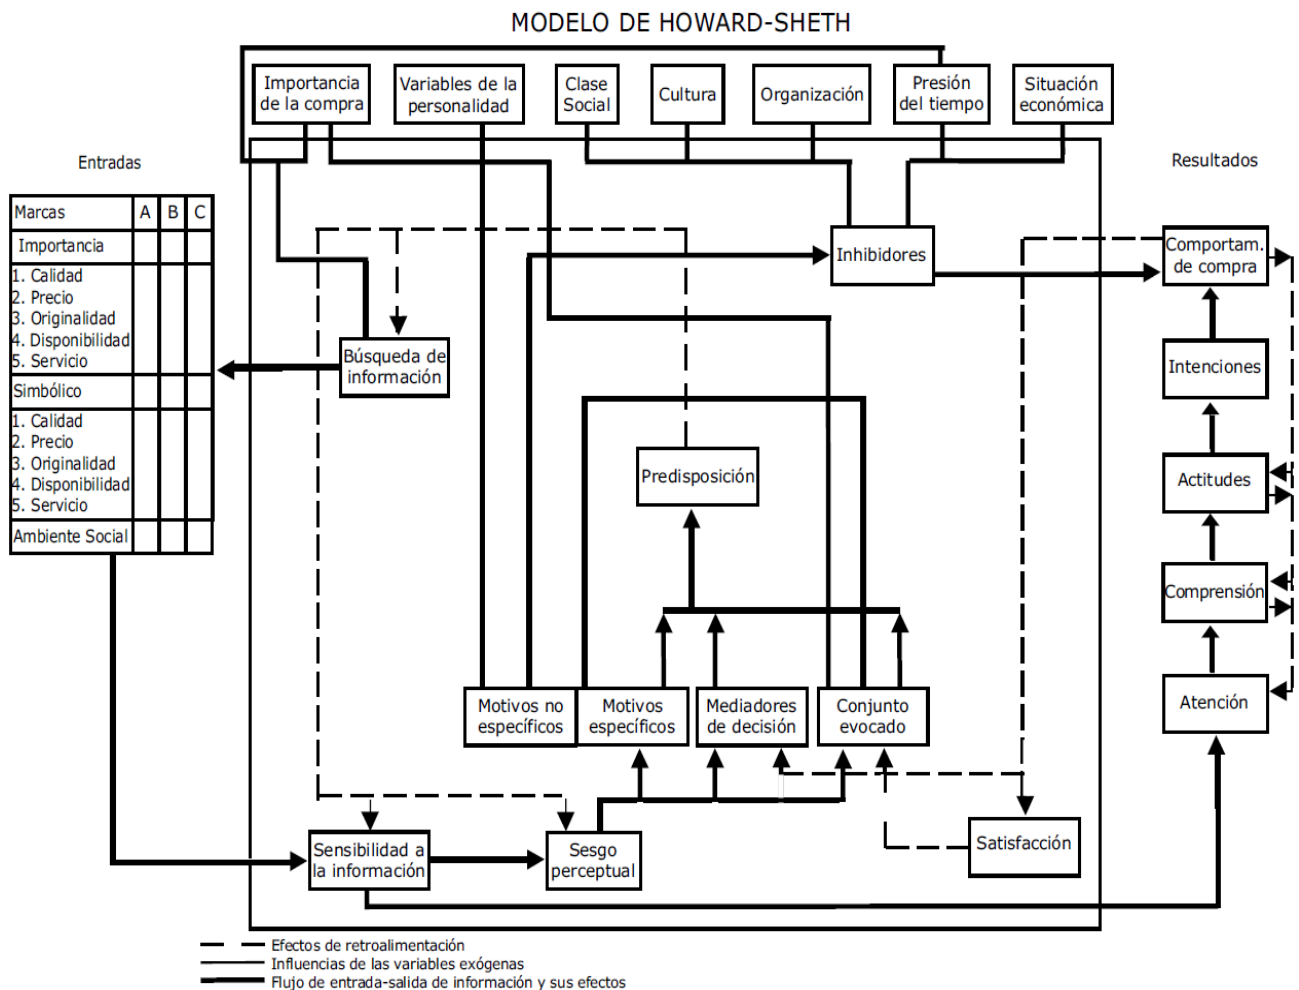 MODELO DE HOWARD-SHETH
Importancia
de la compra
Variables de la
personalidad
Clase
Social
Cultura
Organización
Presión
del tiempo
Situación
económica
Entradas
Resultados
Marcas A B C
Importancia
1. Calidad
2. Precio
3. Originalidad
4. Disponibilidad
5. Servicio
Simbólico
1. Calidad
2. Precio
3. Originalidad
4. Disponibilidad
5. Servicio
Ambiente Social
Inhibidores
Comportam.
de compra
Búsqueda de
información
Intenciones
Predisposición
Actitudes
Comprensión
Motivos no
específicos
Motivos
específicos
Mediadores
de decisión
Conjunto
evocado
Atención
Sensibilidad a
la información
Sesgo
perceptual
Satisfacción
Efectos de retroalimentación
Influencias de las variables exógenas
Flujo de entrada-salida de información y sus efectos